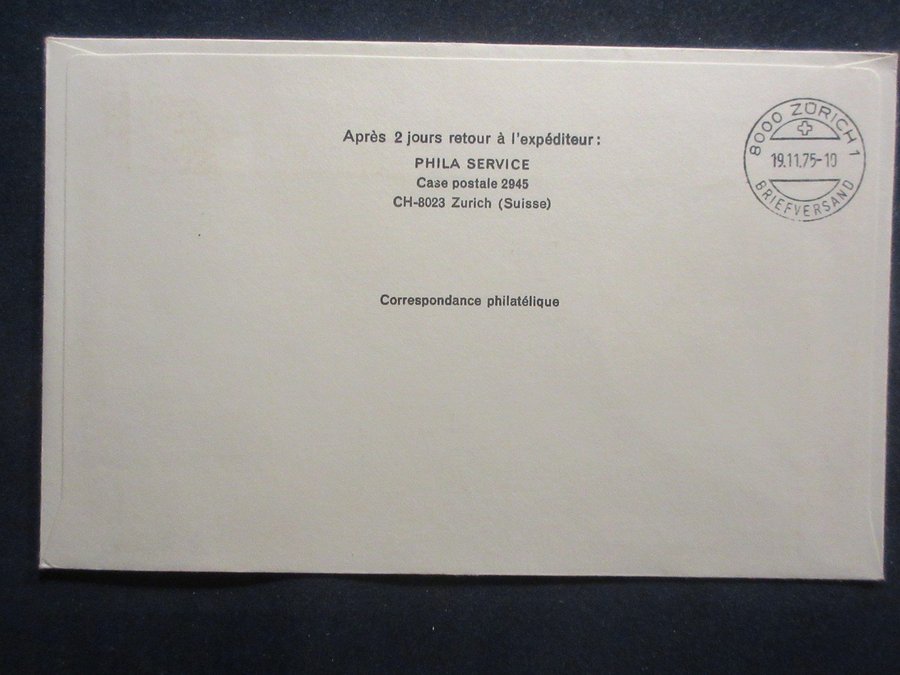 Après 2 jours retour à l'expéditeur:
PHILA SERVICE
Case postale 2945
CH-8023 Zurich (Suisse)
Correspondance philatélique
8000 ZÜRICH 1
19.11.75-10
BRIEFVERSAND